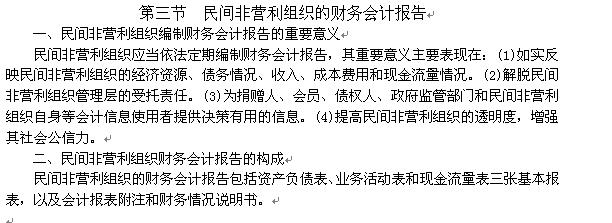 第三节　民间非营利组织的财务会计报告
一、民间非营利组织编制财务会计报告的重要意义
民间非营利组织应当依法定期编制财务会计报告，其重要意义主要表现在：(1)如实反
映民间非营利组织的经济资源、债务情况、收入、成本费用和现金流量情况。(2)解脱民间
非营利组织管理层的受托责任。(3)为捐赠人、会员、债权人、政府监管部门和民间非营利
组织自身等会计信息使用者提供决策有用的信息。(4)提高民间非营利组织的透明度，增强
其社会公信力。
二、民间非营利组织财务会计报告的构成
民间非营利组织的财务会计报告包括资产负债表、业务活动表和现金流量表三张基本报
表，以及会计报表附注和财务情况说明书。